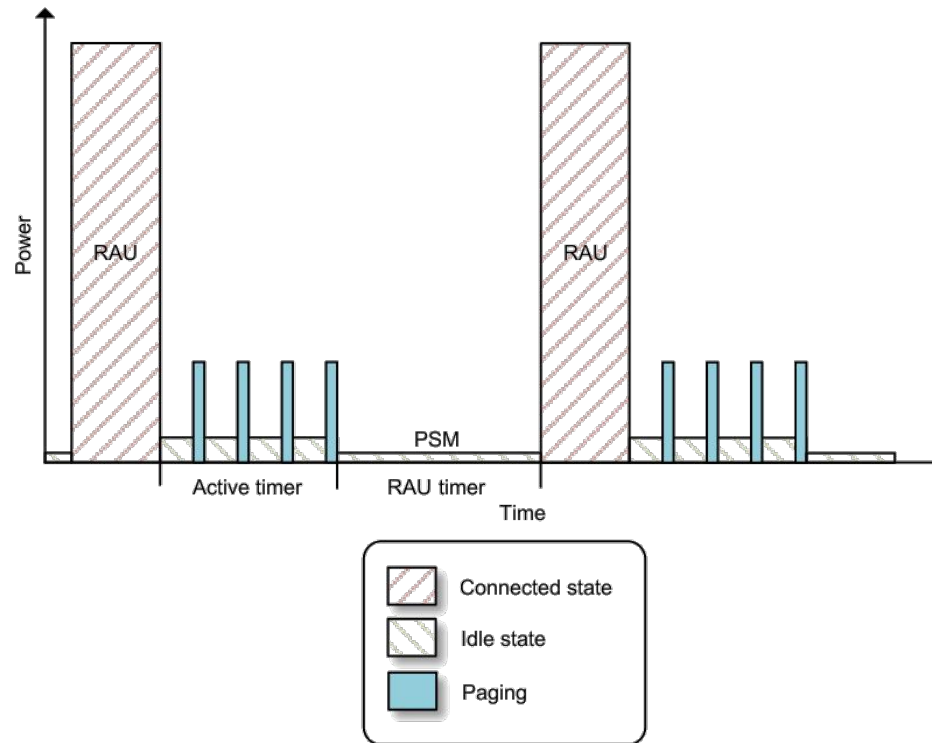 Power
RAU
RAU
PSM
Active timer
RAU timer
Time
Connected state
Idle state
Paging